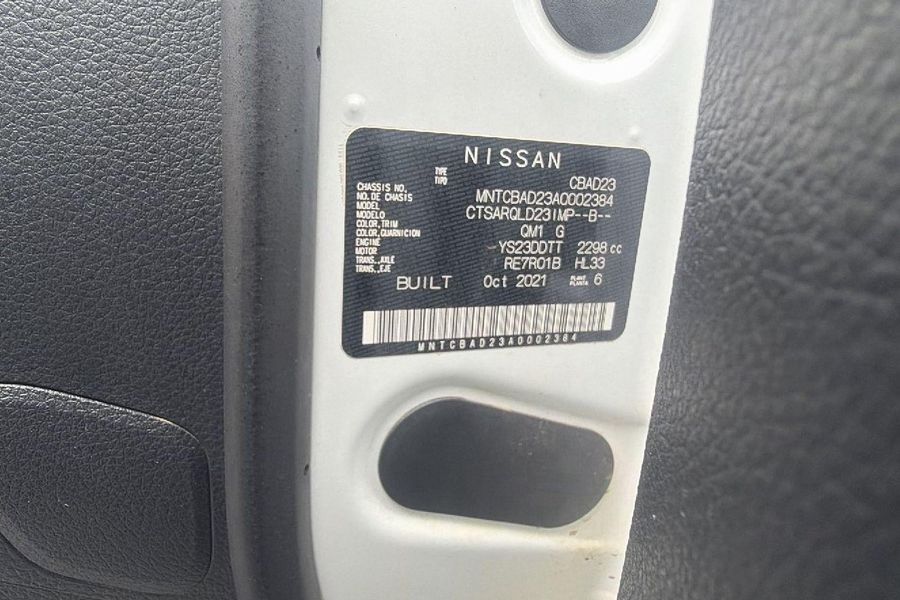 NISSAN
TYPE
TIPO CBAD23
CHASSIS NO.
NO. DE CHASIS MNTCBAD23A0002384
MODEL
MODELO CTSARQLD23IMP--B--
COLOR,TRIM
COLOR,GUARNICION QM1 G
ENGINE
MOTOR YS23DDTT 2298 cc
TRANS.,AXLE
TRANS.,EJE RE7R01B HL33
BUILT Oct 2021 PLANT
PLANTA 6
MNTCBAD23A0002384